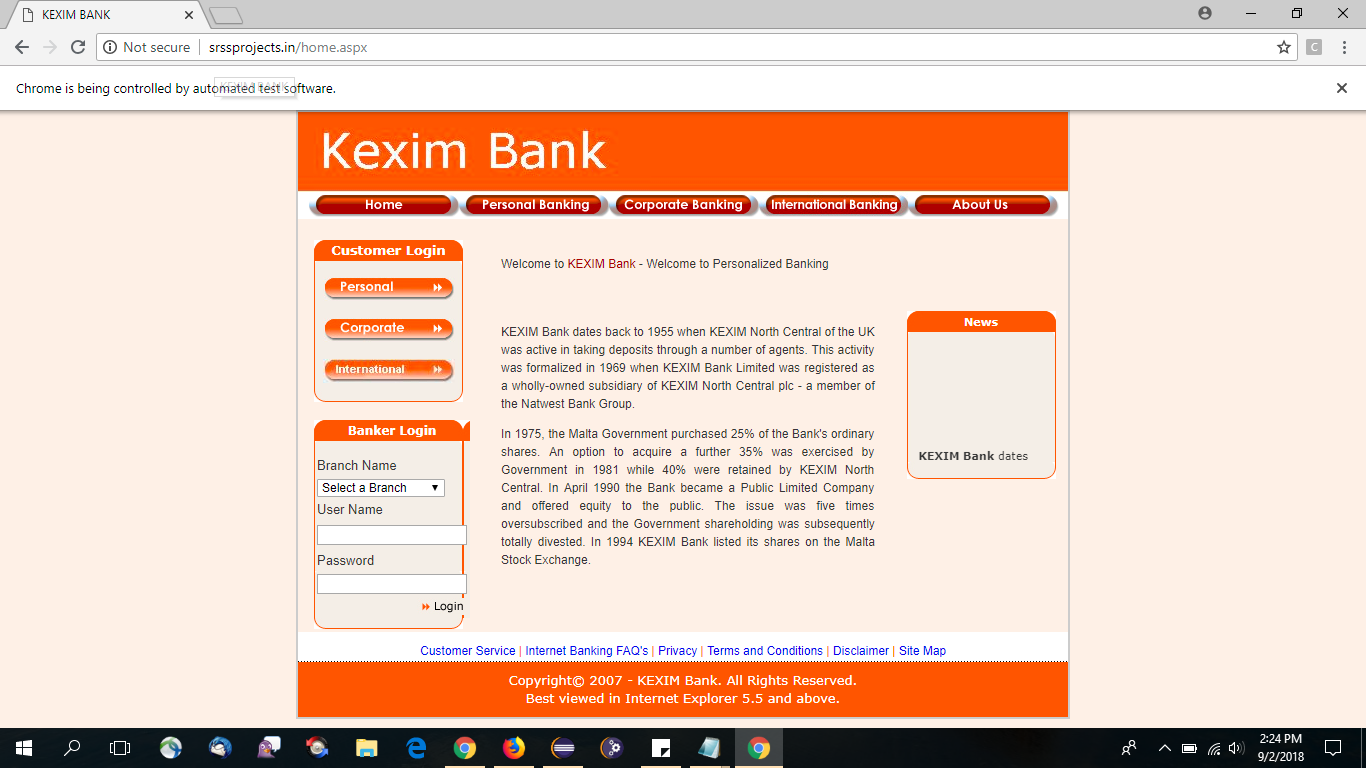 KEXIM BANK
Not secure
srssprojects.in/home.aspx
C
Chrome is being controlled by automated test software.
KEXIM BANK
Kexim Bank
Home
Personal Banking
Corporate Banking
International Banking
About Us
Customer Login
Personal
Corporate
International
Banker Login
Branch Name
Select a Branch
User Name
Password
Login
Welcome to KEXIM Bank - Welcome to Personalized Banking
KEXIM Bank dates back to 1955 when KEXIM North Central of the UK
was active in taking deposits through a number of agents. This activity
was formalized in 1969 when KEXIM Bank Limited was registered as
a wholly-owned subsidiary of KEXIM North Central plc - a member of
the Natwest Bank Group.
In 1975, the Malta Government purchased 25% of the Bank's ordinary
shares. An option to acquire a further 35% was exercised by
Government in 1981 while 40% were retained by KEXIM North
Central. In April 1990 the Bank became a Public Limited Company
and offered equity to the public. The issue was five times
oversubscribed and the Government shareholding was subsequently
totally divested. In 1994 KEXIM Bank listed its shares on the Malta
Stock Exchange.
News
KEXIM Bank dates
Customer Service | Internet Banking FAQ's | Privacy | Terms and Conditions | Disclaimer | Site Map
Copyright© 2007 - KEXIM Bank. All Rights Reserved.
Best viewed in Internet Explorer 5.5 and above.
2:24 PM
9/2/2018